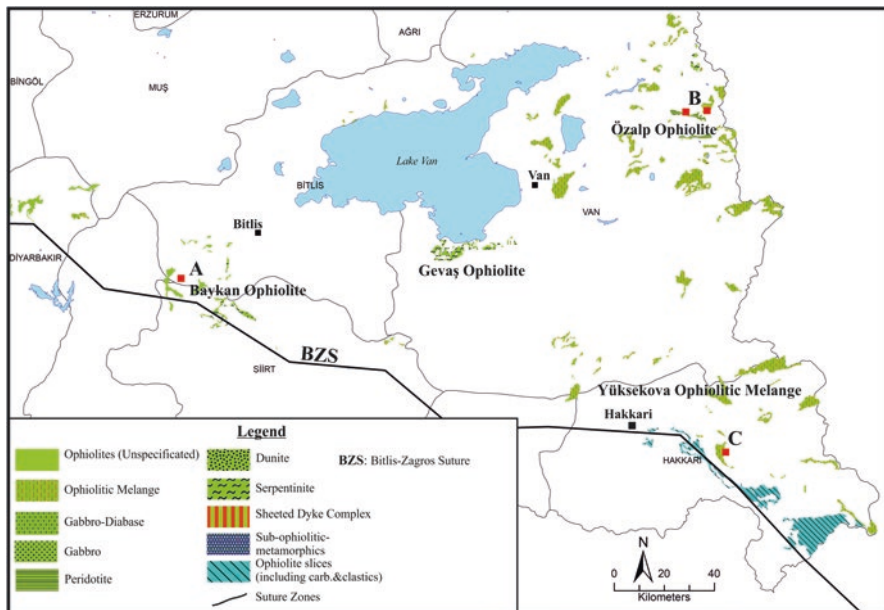 ERZURUM
AĞRI
BİNGÖL
MUŞ
B
Özalp Ophiolite
Lake Van
Van
BİTLİS
VAN
Bitlis
DİYARBAKIR
A
Gevaş Ophiolite
Baykan Ophiolite
BZS
ŞİİRT
Yüksekova Ophiolitic Melange
Hakkari
C
HAKKARİ
Legend
Ophiolites (Unspecificated)
Ophiolitic Melange
Gabbro-Diabase
Gabbro
Peridotite
Dunite
Serpentinite
Sheeted Dyke Complex
Sub-ophiolitic-
metamorphics
Ophiolite slices
(including carb.&clastics)
Suture Zones
BZS: Bitlis-Zagros Suture
N
0 20 40
Kilometers